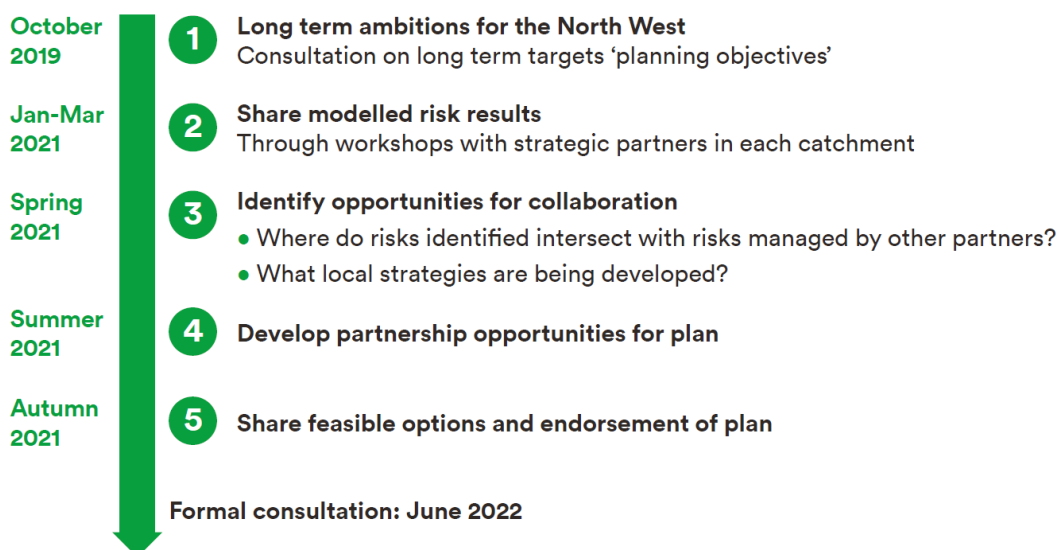 October
2019
1
Long term ambitions for the North West
Consultation on long term targets ‘planning objectives’
Jan-Mar
2021
2
Share modelled risk results
Through workshops with strategic partners in each catchment
Spring
2021
3
Identify opportunities for collaboration
• Where do risks identified intersect with risks managed by other partners?
• What local strategies are being developed?
Summer
2021
4
Develop partnership opportunities for plan
Autumn
2021
5
Share feasible options and endorsement of plan
Formal consultation: June 2022